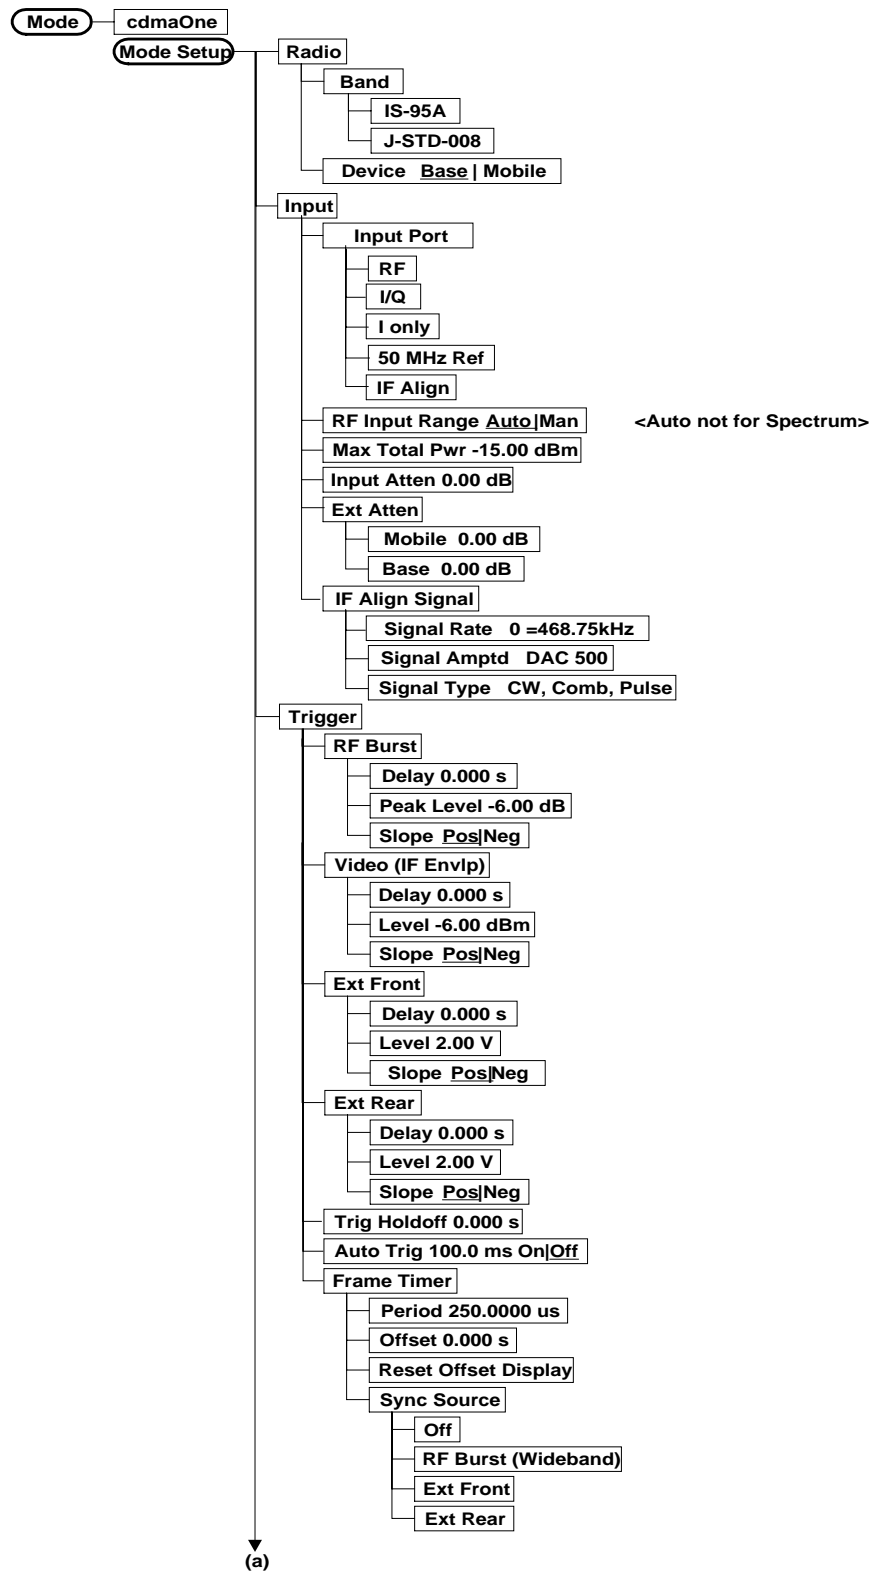 Mode
cdmaOne
Mode Setup
Radio
Band
IS-95A
J-STD-008
Device Base | Mobile
Input
Input Port
RF
I/Q
I only
50 MHz Ref
IF Align
RF Input Range Auto|Man <Auto not for Spectrum>
Max Total Pwr -15.00 dBm
Input Atten 0.00 dB
Ext Atten
Mobile 0.00 dB
Base 0.00 dB
IF Align Signal
Signal Rate 0 =468.75kHz
Signal Amptd DAC 500
Signal Type CW, Comb, Pulse
Trigger
RF Burst
Delay 0.000 s
Peak Level -6.00 dB
Slope Pos|Neg
Video (IF Envlp)
Delay 0.000 s
Level -6.00 dBm
Slope Pos|Neg
Ext Front
Delay 0.000 s
Level 2.00 V
Slope Pos|Neg
Ext Rear
Delay 0.000 s
Level 2.00 V
Slope Pos|Neg
Trig Holdoff 0.000 s
Auto Trig 100.0 ms On|Off
Frame Timer
Period 250.0000 us
Offset 0.000 s
Reset Offset Display
Sync Source
Off
RF Burst (Wideband)
Ext Front
Ext Rear
(a)